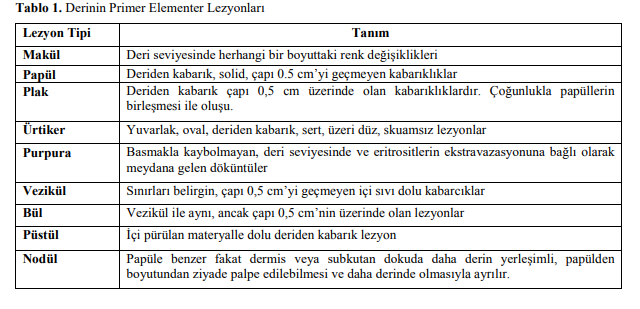 Tablo 1. Derinin Primer Elementer Lezyonları
Lezyon Tipi Tanım
Makül Deri seviyesinde herhangi bir boyuttaki renk değişiklikleri
Papül Deriden kabarık, solid, çapı 0.5 cm’yi geçmeyen kabarıklıklar
Plak Deriden kabarık çapı 0,5 cm üzerinde olan kabarıklıklardır. Çoğunlukla papüllerin
birleşmesi ile oluşu.
Ürtiker Yuvarlak, oval, deriden kabarık, sert, üzeri düz, skuamsız lezyonlar
Purpura Basmakla kaybolmayan, deri seviyesinde ve eritrositlerin ekstravazasyonuna bağlı olarak
meydana gelen döküntüler
Vezikül Sınırları belirgin, çapı 0,5 cm’yi geçmeyen içi sıvı dolu kabarcıklar
Bül Vezikül ile aynı, ancak çapı 0,5 cm’nin üzerinde olan lezyonlar
Püstül İçi pürülan materyalle dolu deriden kabarık lezyon
Nodül Papüle benzer fakat dermis veya subkutan dokuda daha derin yerleşimli, papülden
boyutundan ziyade palpe edilebilmesi ve daha derinde olmasıyla ayrılır.